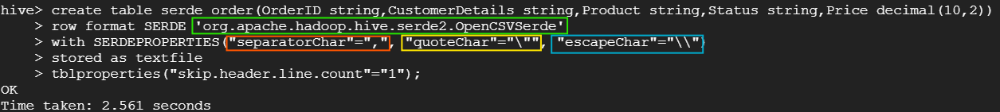 hive> create table serde_order(OrderID string,CustomerDetails string,Product string,Status string,Price decimal(10,2))
> row format SERDE 'org.apache.hadoop.hive.serde2.OpenCSVSerde'
> with SERDEPROPERTIES("separatorChar"=",", "quoteChar"="\"", "escapeChar"="\\")
> stored as textfile
> tblproperties("skip.header.line.count"="1");
OK
Time taken: 2.561 seconds